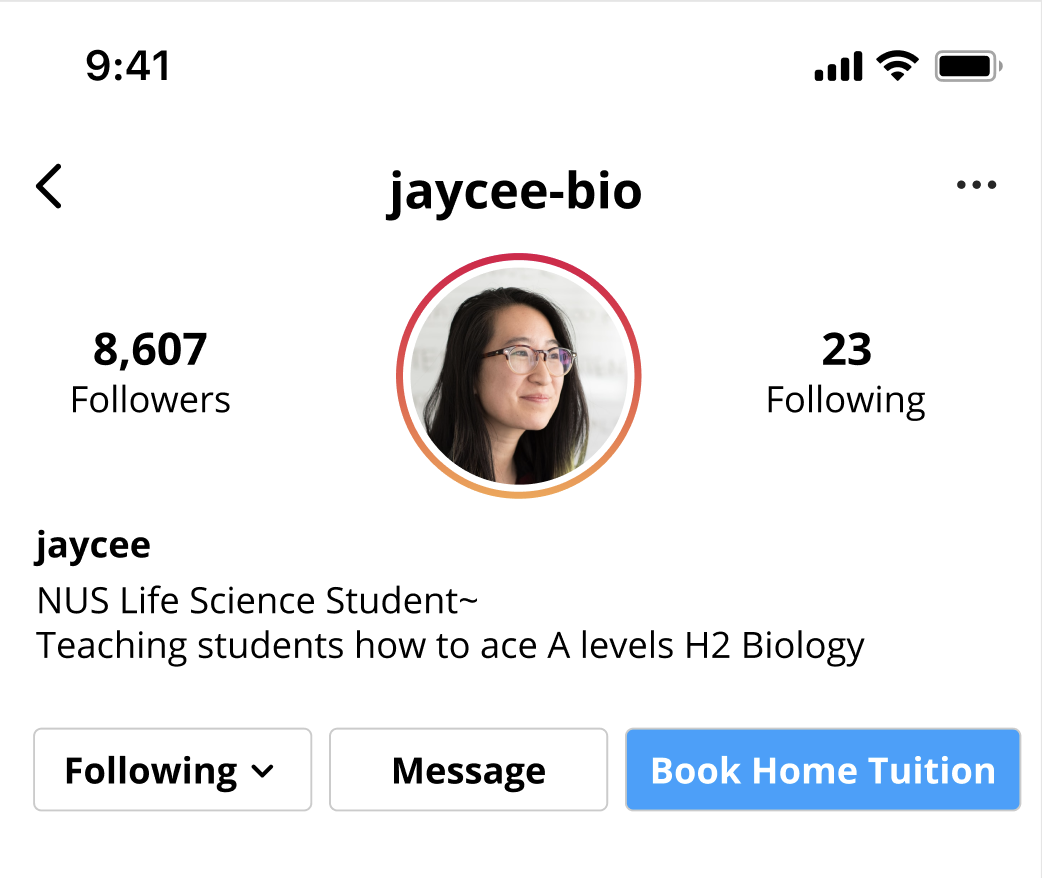 9:41
jaycee-bio
8,607
Followers
23
Following
jaycee
NUS Life Science Student~
Teaching students how to ace A levels H2 Biology
Following
Message
Book Home Tuition